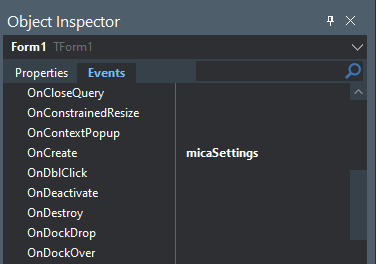 Object Inspector
Form1 TForm1
Properties Events
OnCloseQuery
OnConstrainedResize
OnContextPopup
OnCreate micaSettings
OnDblClick
OnDeactivate
OnDestroy
OnDockDrop
OnDockOver